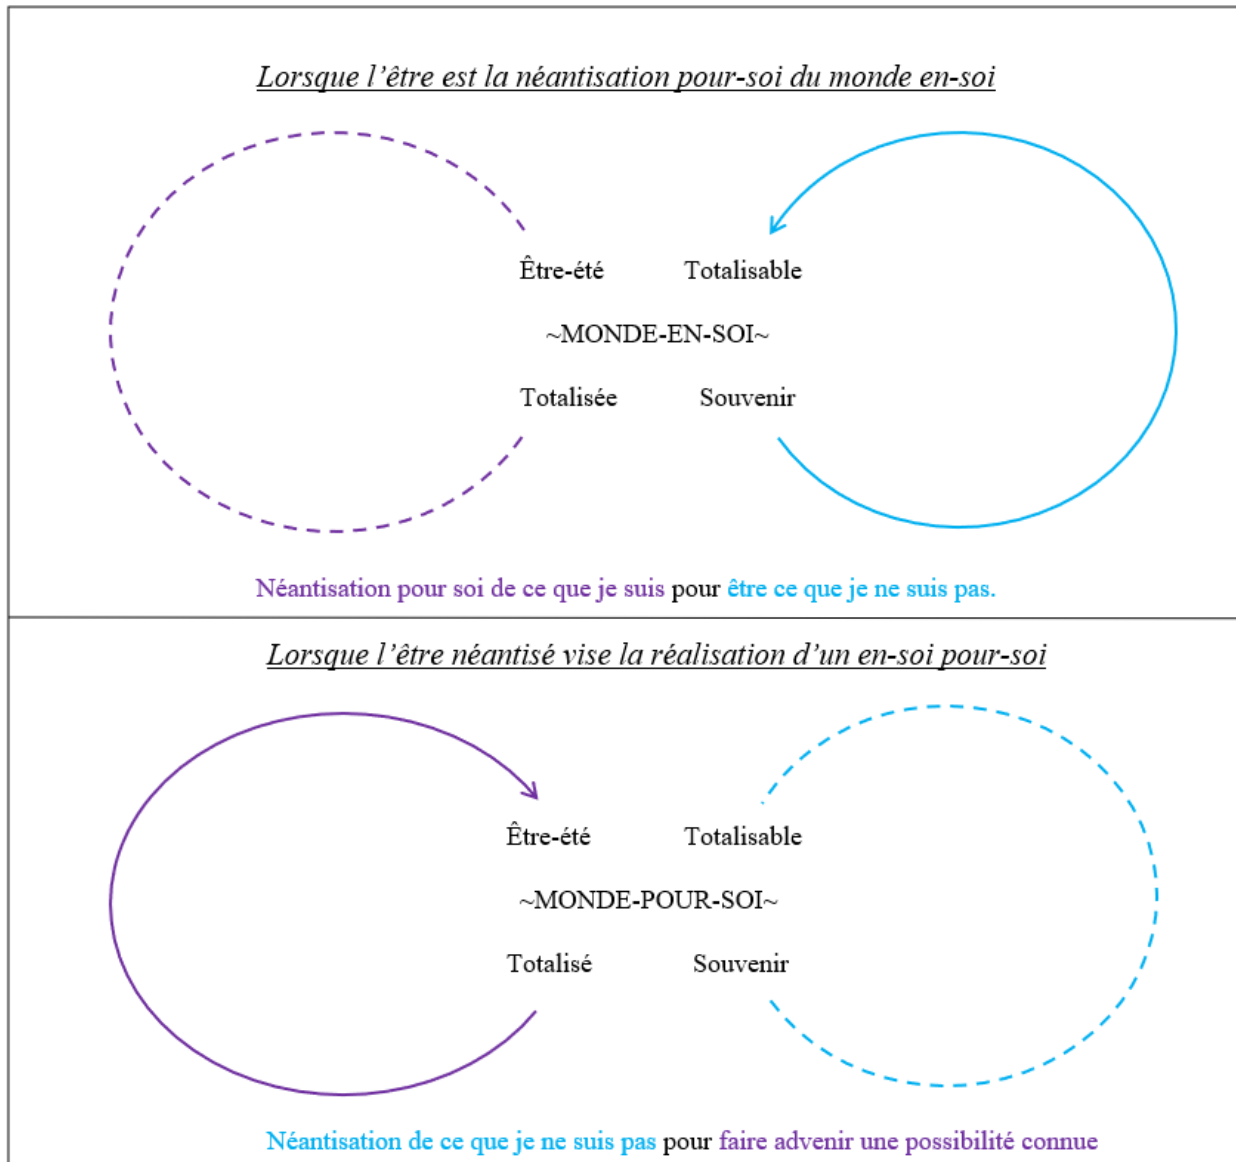 Lorsque l’être est la néantisation pour-soi du monde en-soi
Être-été Totalisable
~MONDE-EN-SOI~
Totalisée Souvenir
Néantisation pour soi de ce que je suis pour être ce que je ne suis pas.
Lorsque l’être néantisé vise la réalisation d’un en-soi pour-soi
Être-été Totalisable
~MONDE-POUR-SOI~
Totalisé Souvenir
Néantisation de ce que je ne suis pas pour faire advenir une possibilité connue